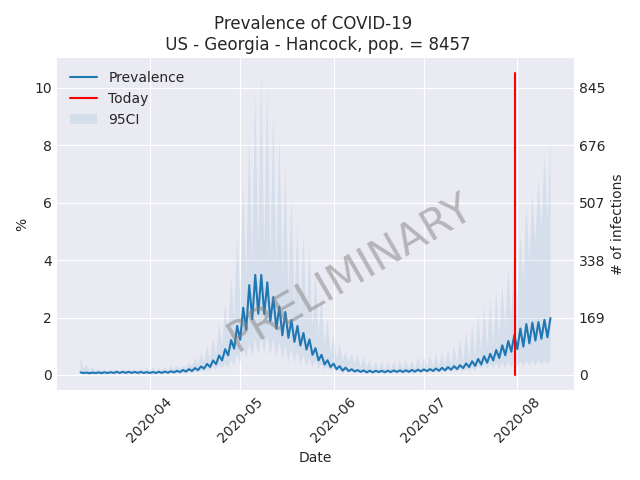 Prevalence of COVID-19
US - Georgia - Hancock, pop. = 8457
Prevalence
Today
95CI
10
8
6
4
2
0
%
845
676
507
338
169
0
# of infections
PRELIMINARY
2020-04
2020-05
2020-06
2020-07
2020-08
Date